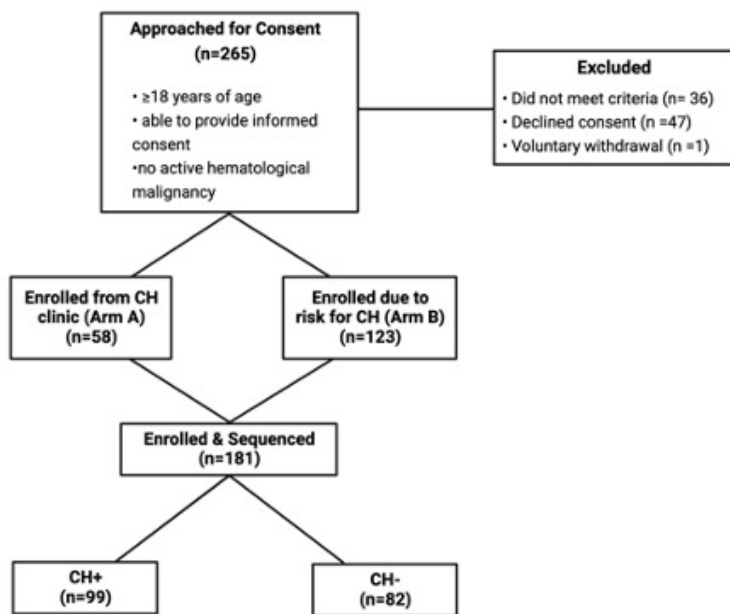 Approached for Consent
(n=265)
• ≥18 years of age
• able to provide informed
consent
•no active hematological
malignancy
Excluded
• Did not meet criteria (n= 36)
• Declined consent (n =47)
• Voluntary withdrawal (n =1)
Enrolled from CH
clinic (Arm A)
(n=58)
Enrolled due to
risk for CH (Arm B)
(n=123)
Enrolled & Sequenced
(n=181)
CH+
(n=99)
CH-
(n=82)